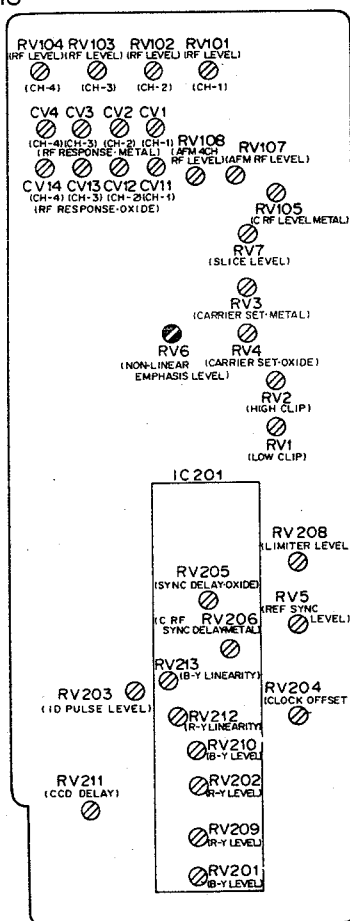 RV104 RV103 RV102 RV101
(RF LEVEL) (RF LEVEL) (RF LEVEL) (RF LEVEL)
(CH-4) (CH-3) (CH-2) (CH-1)
CV4 CV3 CV2 CV1
(CH-4) (CH-3) (CH-2) (CH-1)
(RF RESPONSE-METAL)
RV108
(AFM 4CH
RF LEVEL)
RV107
(AFM RF LEVEL)
CV14 CV13 CV12 CV11
(CH-4) (CH-3) (CH-2) (CH-1)
(RF RESPONSE-OXIDE)
RV105
(C RF LEVEL METAL)
RV7
(SLICE LEVEL)
RV3
(CARRIER SET-METAL)
RV6
(NON-LINEAR
EMPHASIS LEVEL)
RV4
(CARRIER SET-OXIDE)
RV2
(HIGH CLIP)
RV1
(LOW CLIP)
IC201
RV208
(LIMITER LEVEL
RV205
(SYNC DELAY-OXIDE)
RV5
(REF SYNC
LEVEL)
(C RF RV206
SYNC DELAY METAL)
RV213
(B-Y LINEARITY)
RV203
(ID PULSE LEVEL)
RV204
(CLOCK OFFSET
RV212
(R-Y LINEARITY)
RV210
(B-Y LEVEL)
RV211
(CCD DELAY)
RV202
(R-Y LEVEL)
RV209
(R-Y LEVEL)
RV201
(B-Y LEVEL)